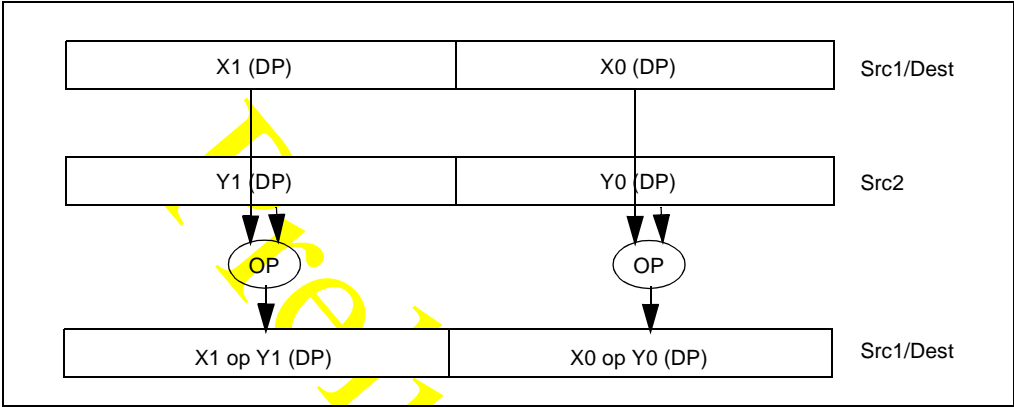 X1 (DP) X0 (DP) Src1/Dest
Y1 (DP) Y0 (DP) Src2
OP OP
X1 op Y1 (DP) X0 op Y0 (DP) Src1/Dest